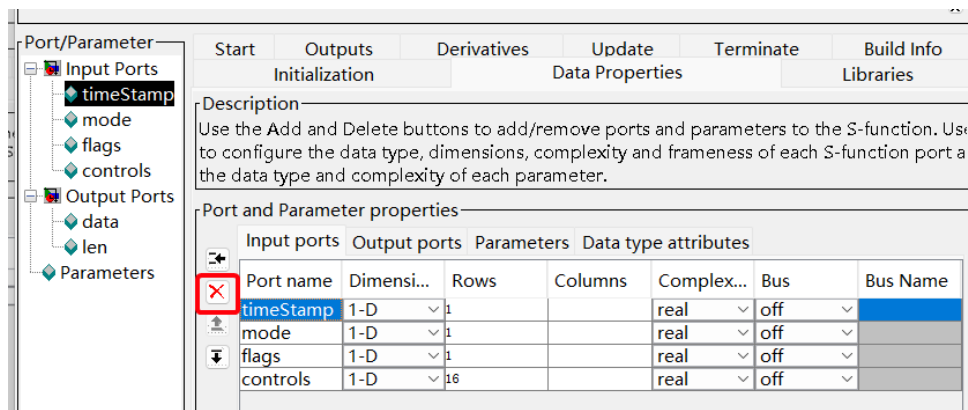 Port/Parameter
Input Ports
timeStamp
mode
flags
controls
Output Ports
data
len
Parameters
Start Outputs Derivatives Update Terminate Build Info
Initialization Data Properties Libraries
Description
Use the Add and Delete buttons to add/remove ports and parameters to the S-function. Use
to configure the data type, dimensions, complexity and frameness of each S-function port a
the data type and complexity of each parameter.
Port and Parameter properties
Input ports Output ports Parameters Data type attributes
Port name Dimensi... Rows Columns Complex... Bus Bus Name
timeStamp 1-D 1 real off
mode 1-D 1 real off
flags 1-D 1 real off
controls 1-D 16 real off